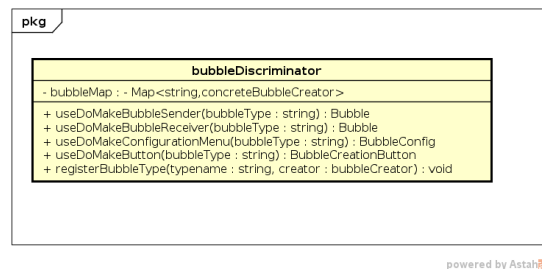 pkg
bubbleDiscriminator
- bubbleMap : - Map<string,concreteBubbleCreator>
+ useDoMakeBubbleSender(bubbleType : string) : Bubble
+ useDoMakeBubbleReceiver(bubbleType : string) : Bubble
+ useDoMakeConfigurationMenu(bubbleType : string) : BubbleConfig
+ useDoMakeButton(bubbleType : string) : BubbleCreationButton
+ registerBubbleType(typename : string, creator : bubbleCreator) : void
powered by Astah